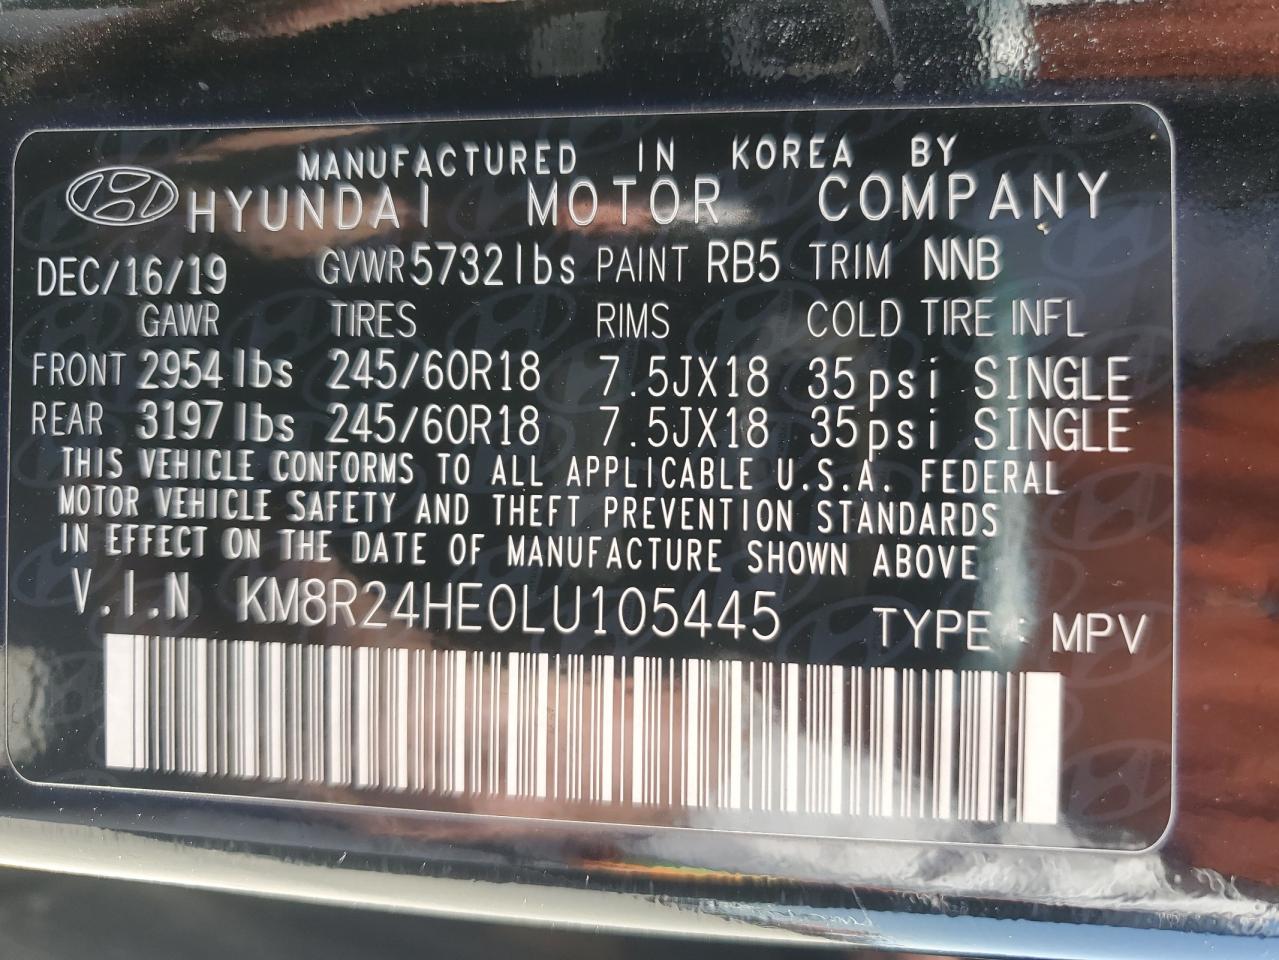 MANUFACTURED IN KOREA BY
HYUNDAI MOTOR COMPANY
DEC/16/19 GVWR 5732 lbs PAINT RB5 TRIM NNB
GAWR TIRES RIMS COLD TIRE INFL
FRONT 2954 lbs 245/60R18 7.5JX18 35psi SINGLE
REAR 3197 lbs 245/60R18 7.5JX18 35psi SINGLE
THIS VEHICLE CONFORMS TO ALL APPLICABLE U.S.A. FEDERAL
MOTOR VEHICLE SAFETY AND THEFT PREVENTION STANDARDS
IN EFFECT ON THE DATE OF MANUFACTURE SHOWN ABOVE
V.I.N KM8R24HE0LU105445 TYPE : MPV